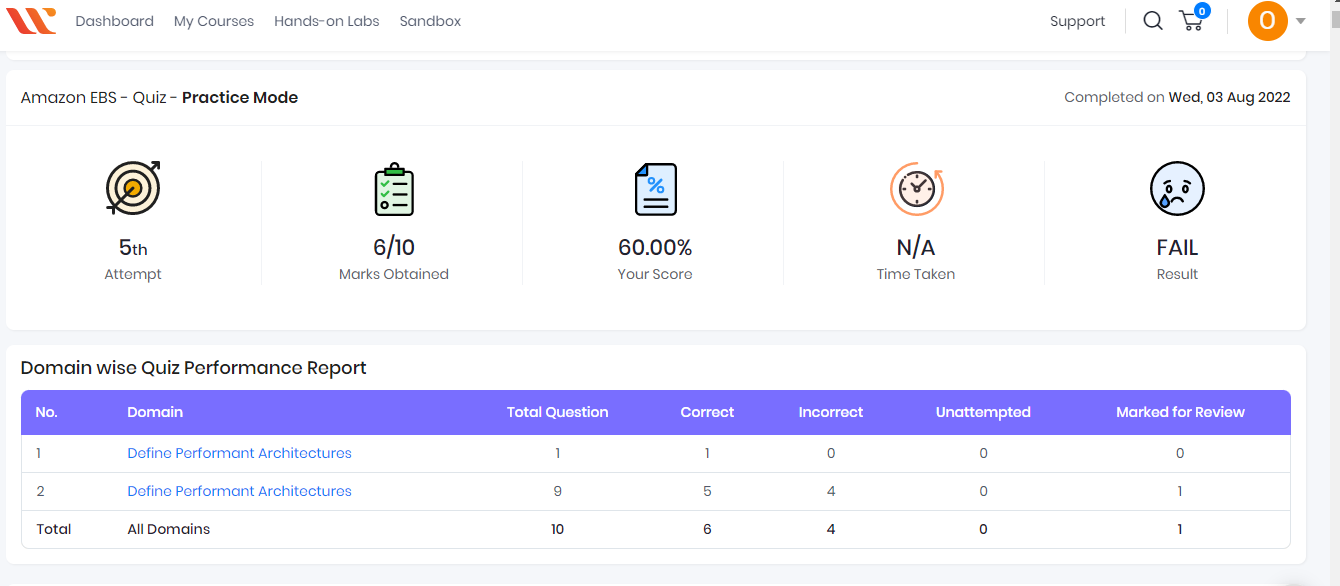 Dashboard My Courses Hands-on Labs Sandbox Support 0 O
Amazon EBS - Quiz - Practice Mode Completed on Wed, 03 Aug 2022
%
5th 6/10 60.00% N/A FAIL
Attempt Marks Obtained Your Score Time Taken Result
Domain wise Quiz Performance Report
No. Domain Total Question Correct Incorrect Unattempted Marked for Review
1 Define Performant Architectures 1 1 0 0 0
2 Define Performant Architectures 9 5 4 0 1
Total All Domains 10 6 4 0 1